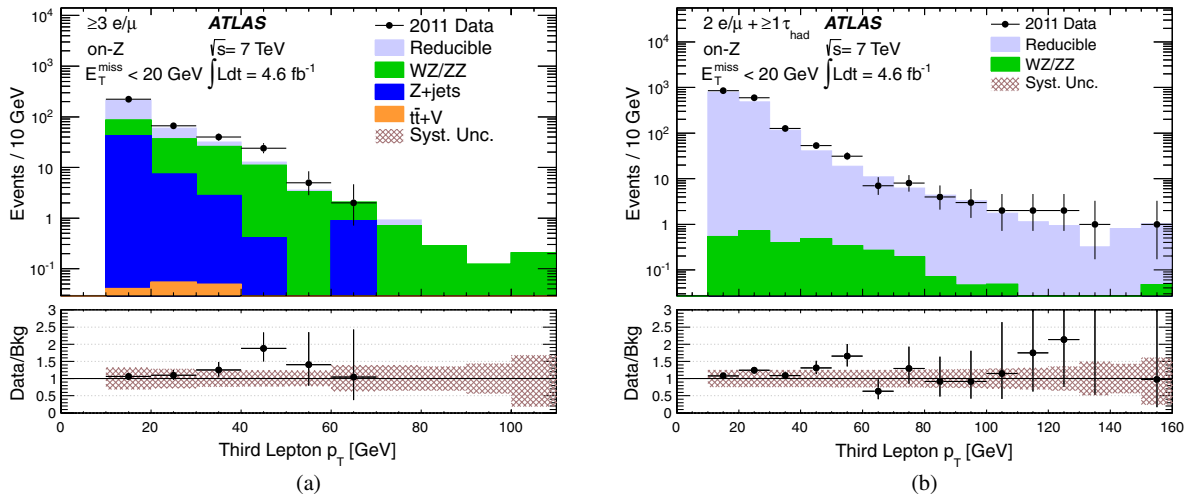 ≥3 e/μ ATLAS
on-Z √s= 7 TeV
E_T^miss < 20 GeV ∫Ldt = 4.6 fb⁻¹
2011 Data
Reducible
WZ/ZZ
Z+jets
tt̄+V
Syst. Unc.
Events / 10 GeV
10⁴
10³
10²
10
1
10⁻¹
Data/Bkg
3
2.5
2
1.5
1
0.5
0
0 20 40 60 80 100
Third Lepton p_T [GeV]
(a)
2 e/μ + ≥1τ_had ATLAS
on-Z √s= 7 TeV
E_T^miss < 20 GeV ∫Ldt = 4.6 fb⁻¹
2011 Data
Reducible
WZ/ZZ
Syst. Unc.
Events / 10 GeV
10⁴
10³
10²
10
1
10⁻¹
Data/Bkg
3
2.5
2
1.5
1
0.5
0
0 20 40 60 80 100 120 140 160
Third Lepton p_T [GeV]
(b)